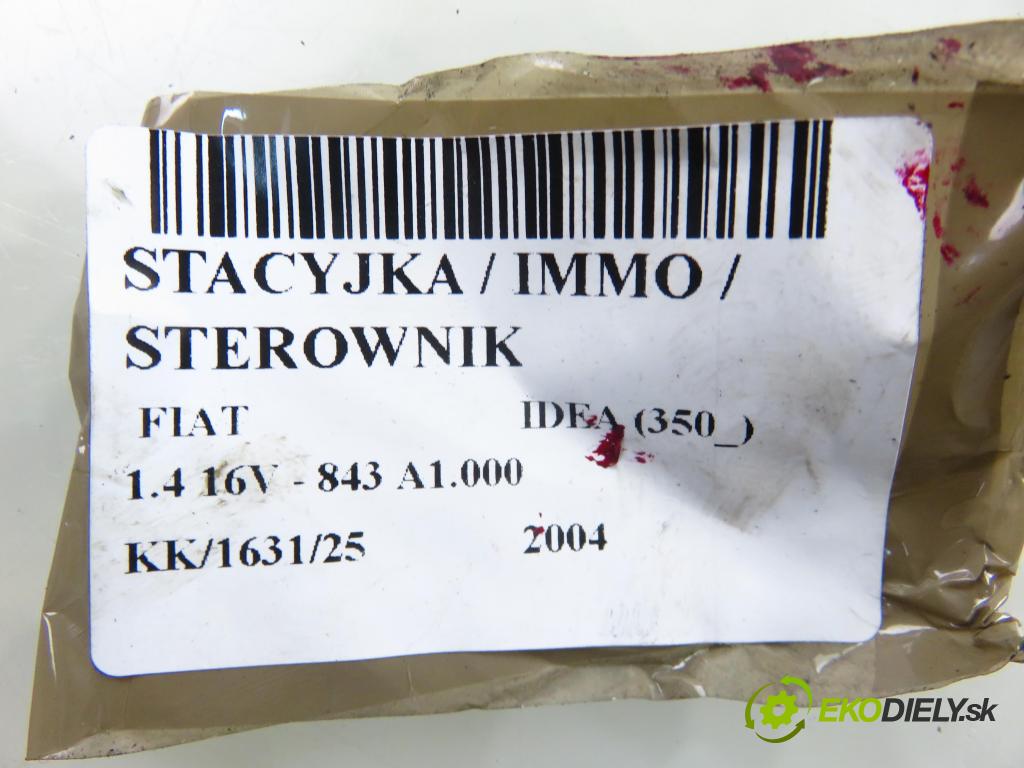 STACYJKA / IMMO /
STEROWNIK
FIAT IDEA (350_)
1.4 16V - 843 A1.000
KK/1631/25 2004
EKODIELY.sk